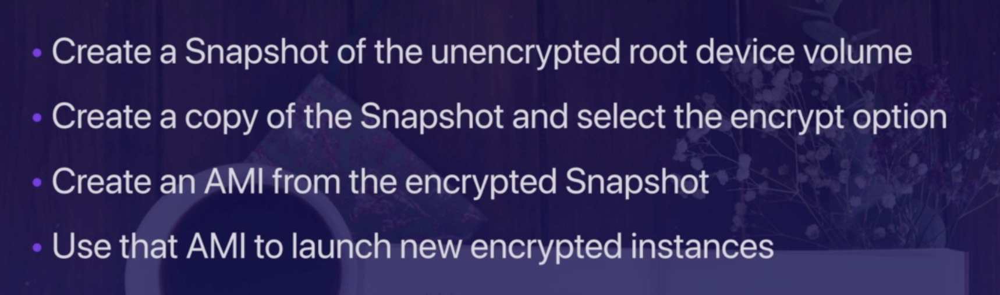 • Create a Snapshot of the unencrypted root device volume
• Create a copy of the Snapshot and select the encrypt option
• Create an AMI from the encrypted Snapshot
• Use that AMI to launch new encrypted instances